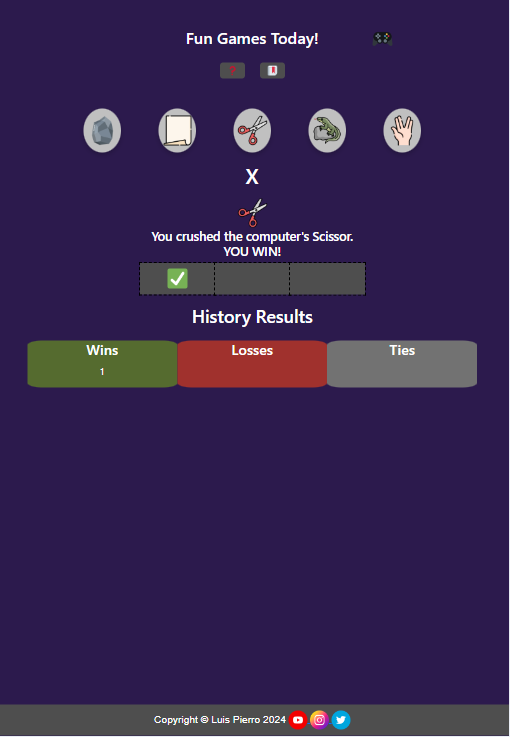 Fun Games Today!
X
You crushed the computer's Scissor.
YOU WIN!
History Results
Wins Losses Ties
1
Copyright © Luis Pierro 2024